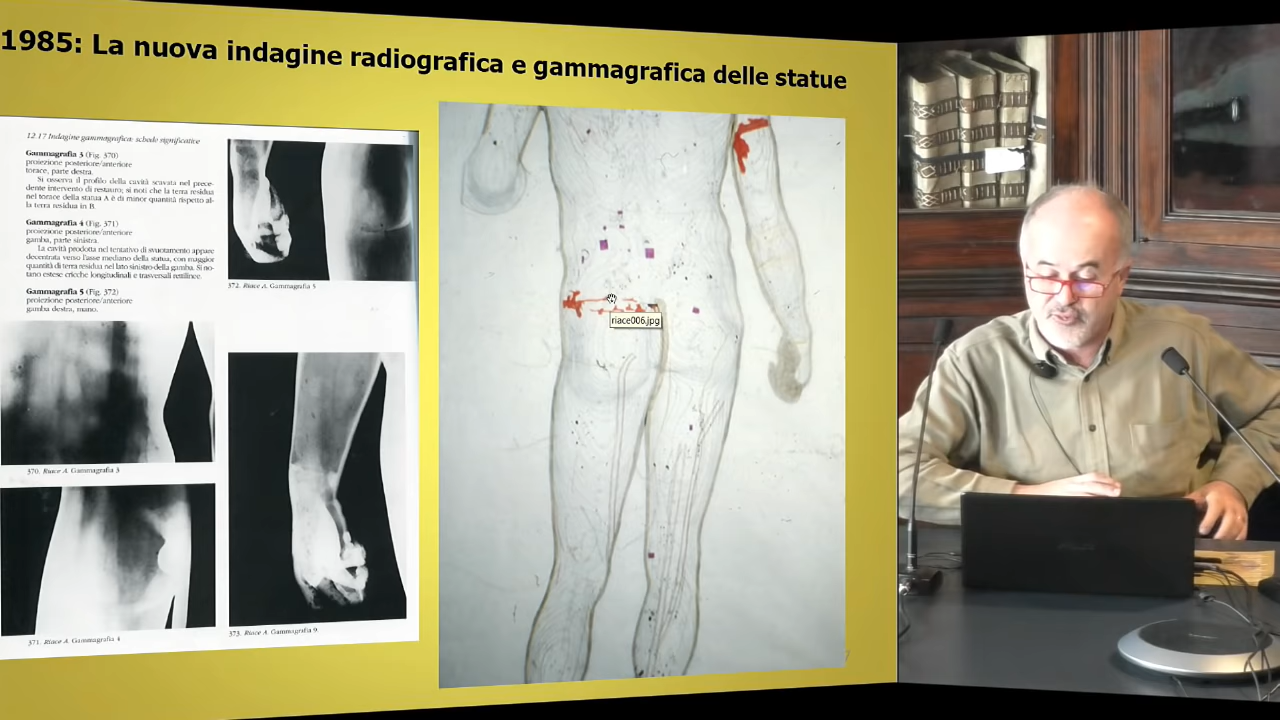 1985: La nuova indagine radiografica e gammagrafica delle statue
12.17 Indagine gammagrafica: schede significative
Gammagrafia 3 (Fig. 370)
proiezione posteriore/anteriore
torace, parte destra.
Si osserva il profilo della cavità scavata nel prece-
dente intervento di restauro; si noti che la terra residua
nel torace della statua A è di minor quantità rispetto al-
la terra residua in B.
Gammagrafia 4 (Fig. 371)
proiezione posteriore/anteriore
gamba, parte sinistra.
La cavità prodotta nel tentativo di svuotamento appare
decentrata verso l'asse mediano della statua, con maggior
quantità di terra residua nel lato sinistro della gamba. Si no-
tano estese cricche longitudinali e trasversali rettilinee.
Gammagrafia 5 (Fig. 372)
proiezione posteriore/anteriore
gamba destra, mano.
372. Riace A. Gammagrafia 5
370. Riace A. Gammagrafia 3
371. Riace A. Gammagrafia 4
373. Riace A. Gammagrafia 9
riace006.jpg